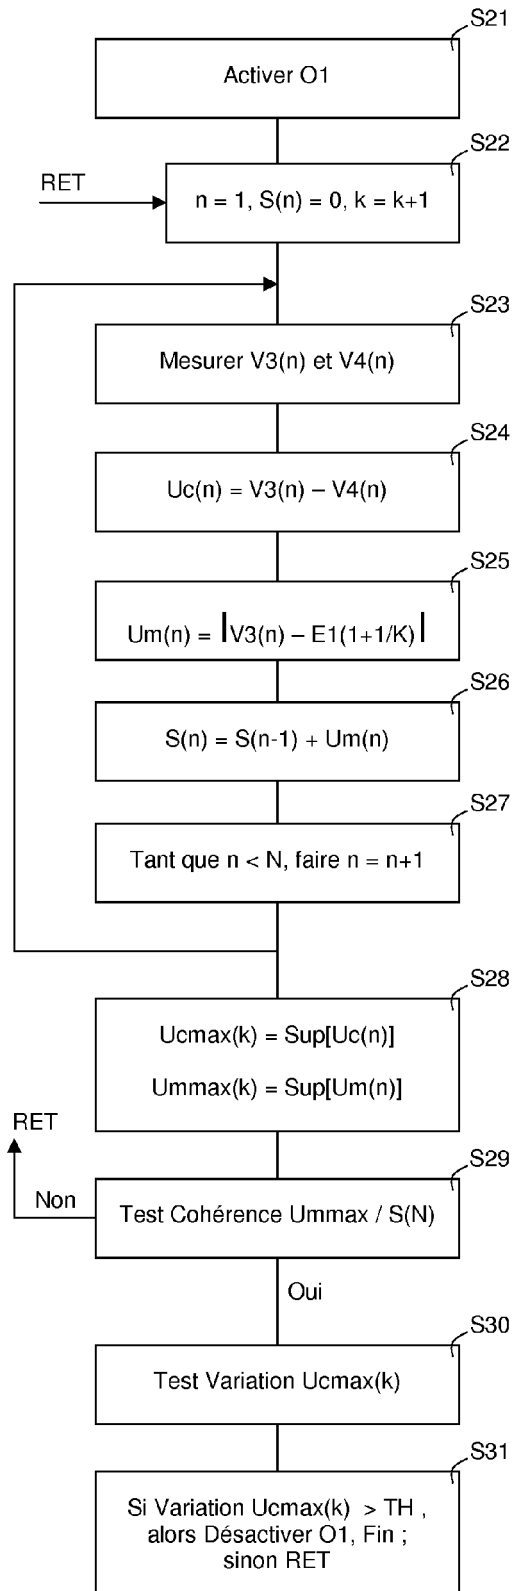 S21
Activer O1
S22
RET
n = 1, S(n) = 0, k = k+1
S23
Mesurer V3(n) et V4(n)
S24
Uc(n) = V3(n) – V4(n)
S25
Um(n) = |V3(n) – E1(1+1/K)|
S26
S(n) = S(n-1) + Um(n)
S27
Tant que n < N, faire n = n+1
S28
Ucmax(k) = Sup[Uc(n)]
Ummax(k) = Sup[Um(n)]
RET
S29
Non
Test Cohérence Ummax / S(N)
Oui
S30
Test Variation Ucmax(k)
S31
Si Variation Ucmax(k) > TH ,
alors Désactiver O1, Fin ;
sinon RET